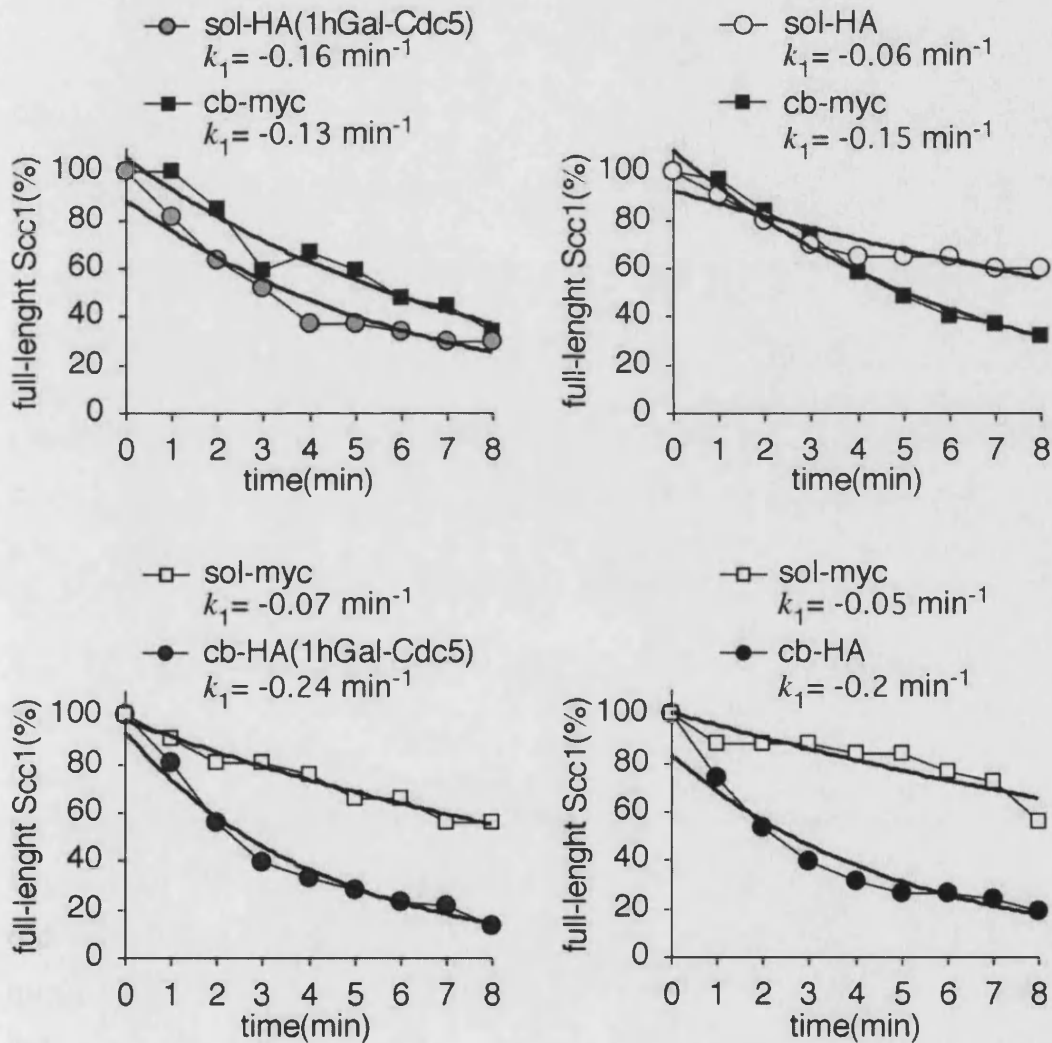 sol-HA(1hGal-Cdc5)
k₁= -0.16 min⁻¹
cb-myc
k₁= -0.13 min⁻¹
full-lenght Scc1(%)
100
80
60
40
20
0
0 1 2 3 4 5 6 7 8
time(min)
sol-HA
k₁= -0.06 min⁻¹
cb-myc
k₁= -0.15 min⁻¹
full-lenght Scc1(%)
100
80
60
40
20
0
0 1 2 3 4 5 6 7 8
time(min)
sol-myc
k₁= -0.07 min⁻¹
cb-HA(1hGal-Cdc5)
k₁= -0.24 min⁻¹
full-lenght Scc1(%)
100
80
60
40
20
0
0 1 2 3 4 5 6 7 8
time(min)
sol-myc
k₁= -0.05 min⁻¹
cb-HA
k₁= -0.2 min⁻¹
full-lenght Scc1(%)
100
80
60
40
20
0
0 1 2 3 4 5 6 7 8
time(min)